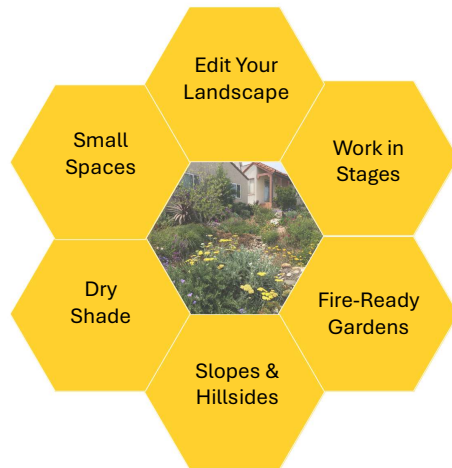 Edit Your
Landscape
Work in
Stages
Fire-Ready
Gardens
Slopes &
Hillsides
Dry
Shade
Small
Spaces